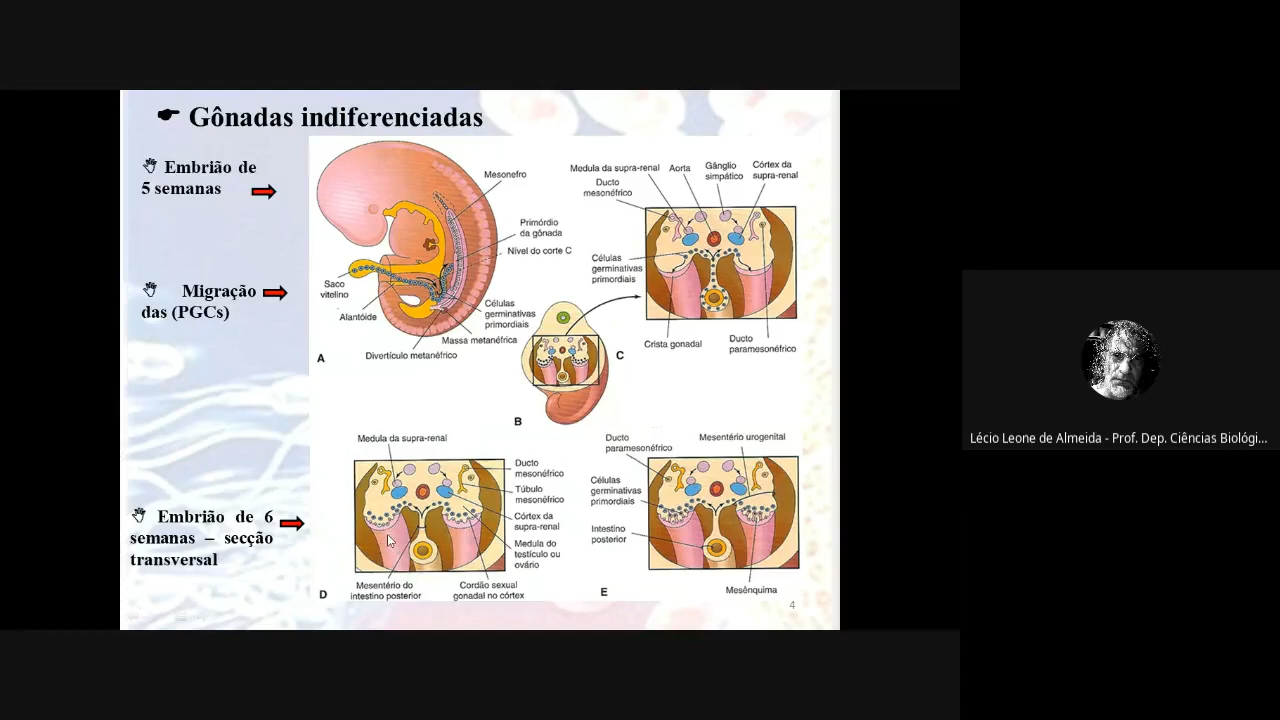 Gônadas indiferenciadas
Embrião de
5 semanas
Migração
das (PGCs)
Embrião de 6
semanas – secção
transversal
Mesonefro
Primórdio
da gônada
Nível do corte C
Saco
vitelino
Alantóide
Células
germinativas
primordiais
Massa metanéfrica
Divertículo metanéfrico
A
B
Medula da supra-renal
Aorta
Gânglio
simpático
Córtex da
supra-renal
Ducto
mesonéfrico
Células
germinativas
primordiais
Crista gonadal
Ducto
paramesonéfrico
C
Medula da supra-renal
Ducto
mesonéfrico
Túbulo
mesonéfrico
Córtex da
supra-renal
Medula do
testículo ou
ovário
Mesentério do
intestino posterior
Cordão sexual
gonadal no córtex
D
Ducto
paramesonéfrico
Mesentério urogenital
Células
germinativas
primordiais
Intestino
posterior
Mesênquima
E
4
Lécio Leone de Almeida - Prof. Dep. Ciências Biológi...